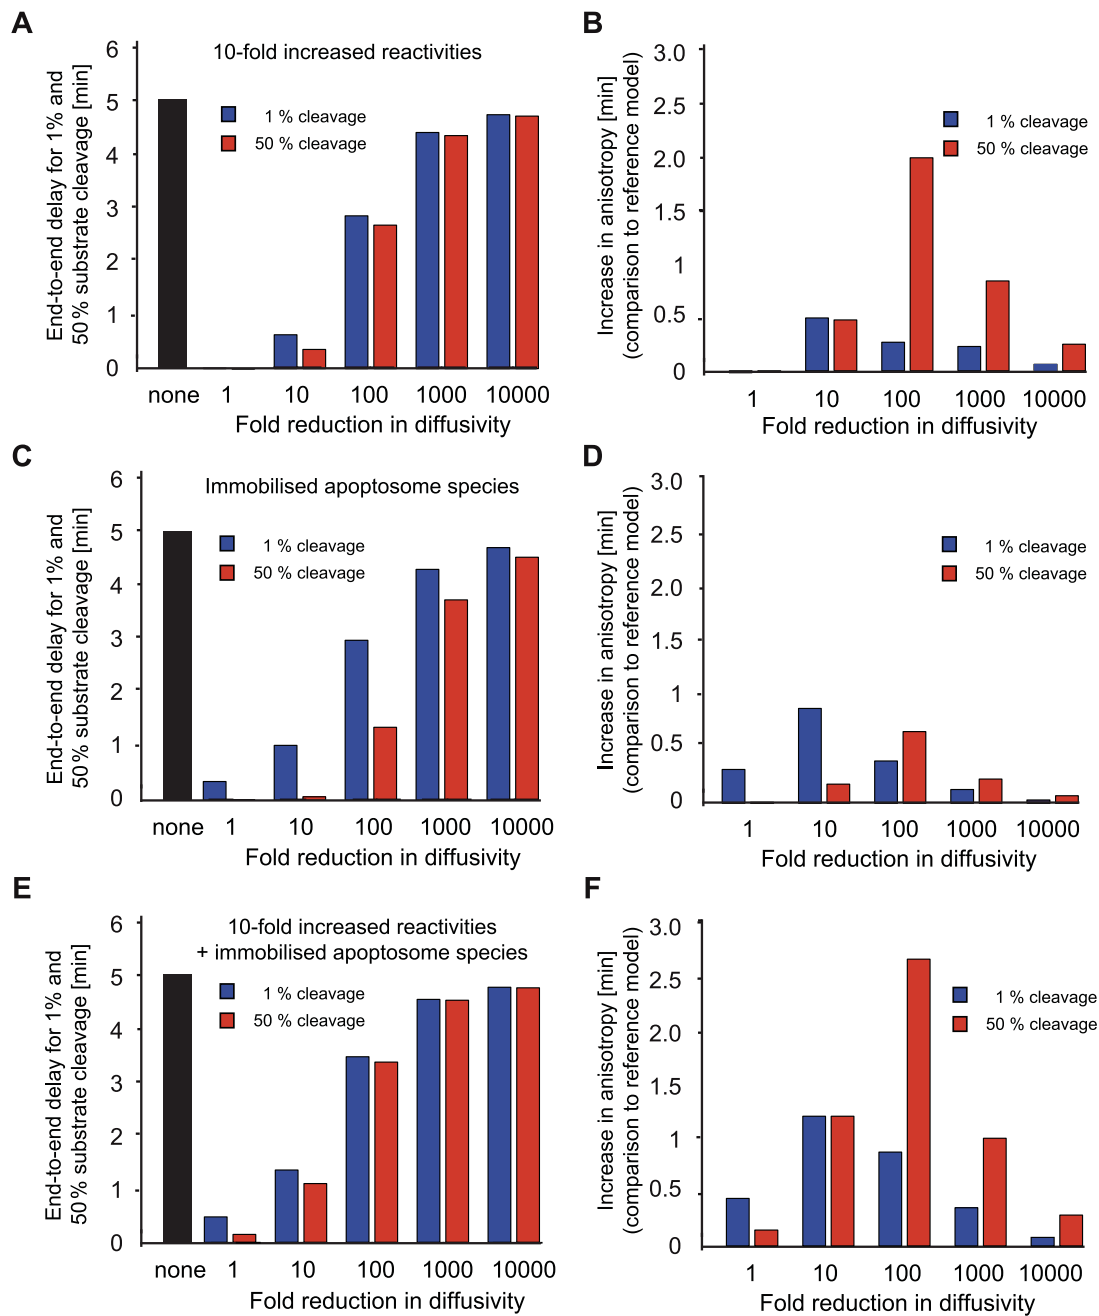 A
End-to-end delay for 1% and
50 % substrate cleavage [min]
6
5
4
3
2
1
0
10-fold increased reactivities
1 % cleavage
50 % cleavage
none 1 10 100 1000 10000
Fold reduction in diffusivity
B
Increase in anisotropy [min]
(comparison to reference model)
3.0
2.5
2.0
1.5
1
0.5
0
1 % cleavage
50 % cleavage
1 10 100 1000 10000
Fold reduction in diffusivity
C
End-to-end delay for 1% and
50 % substrate cleavage [min]
6
5
4
3
2
1
0
Immobilised apoptosome species
1 % cleavage
50 % cleavage
none 1 10 100 1000 10000
Fold reduction in diffusivity
D
Increase in anisotropy [min]
(comparison to reference model)
3.0
2.5
2.0
1.5
1
0.5
0
1 % cleavage
50 % cleavage
1 10 100 1000 10000
Fold reduction in diffusivity
E
End-to-end delay for 1% and
50 % substrate cleavage [min]
6
5
4
3
2
1
0
10-fold increased reactivities
+ immobilised apoptosome species
1 % cleavage
50 % cleavage
none 1 10 100 1000 10000
Fold reduction in diffusivity
F
Increase in anisotropy [min]
(comparison to reference model)
3.0
2.5
2.0
1.5
1
0.5
0
1 % cleavage
50 % cleavage
1 10 100 1000 10000
Fold reduction in diffusivity